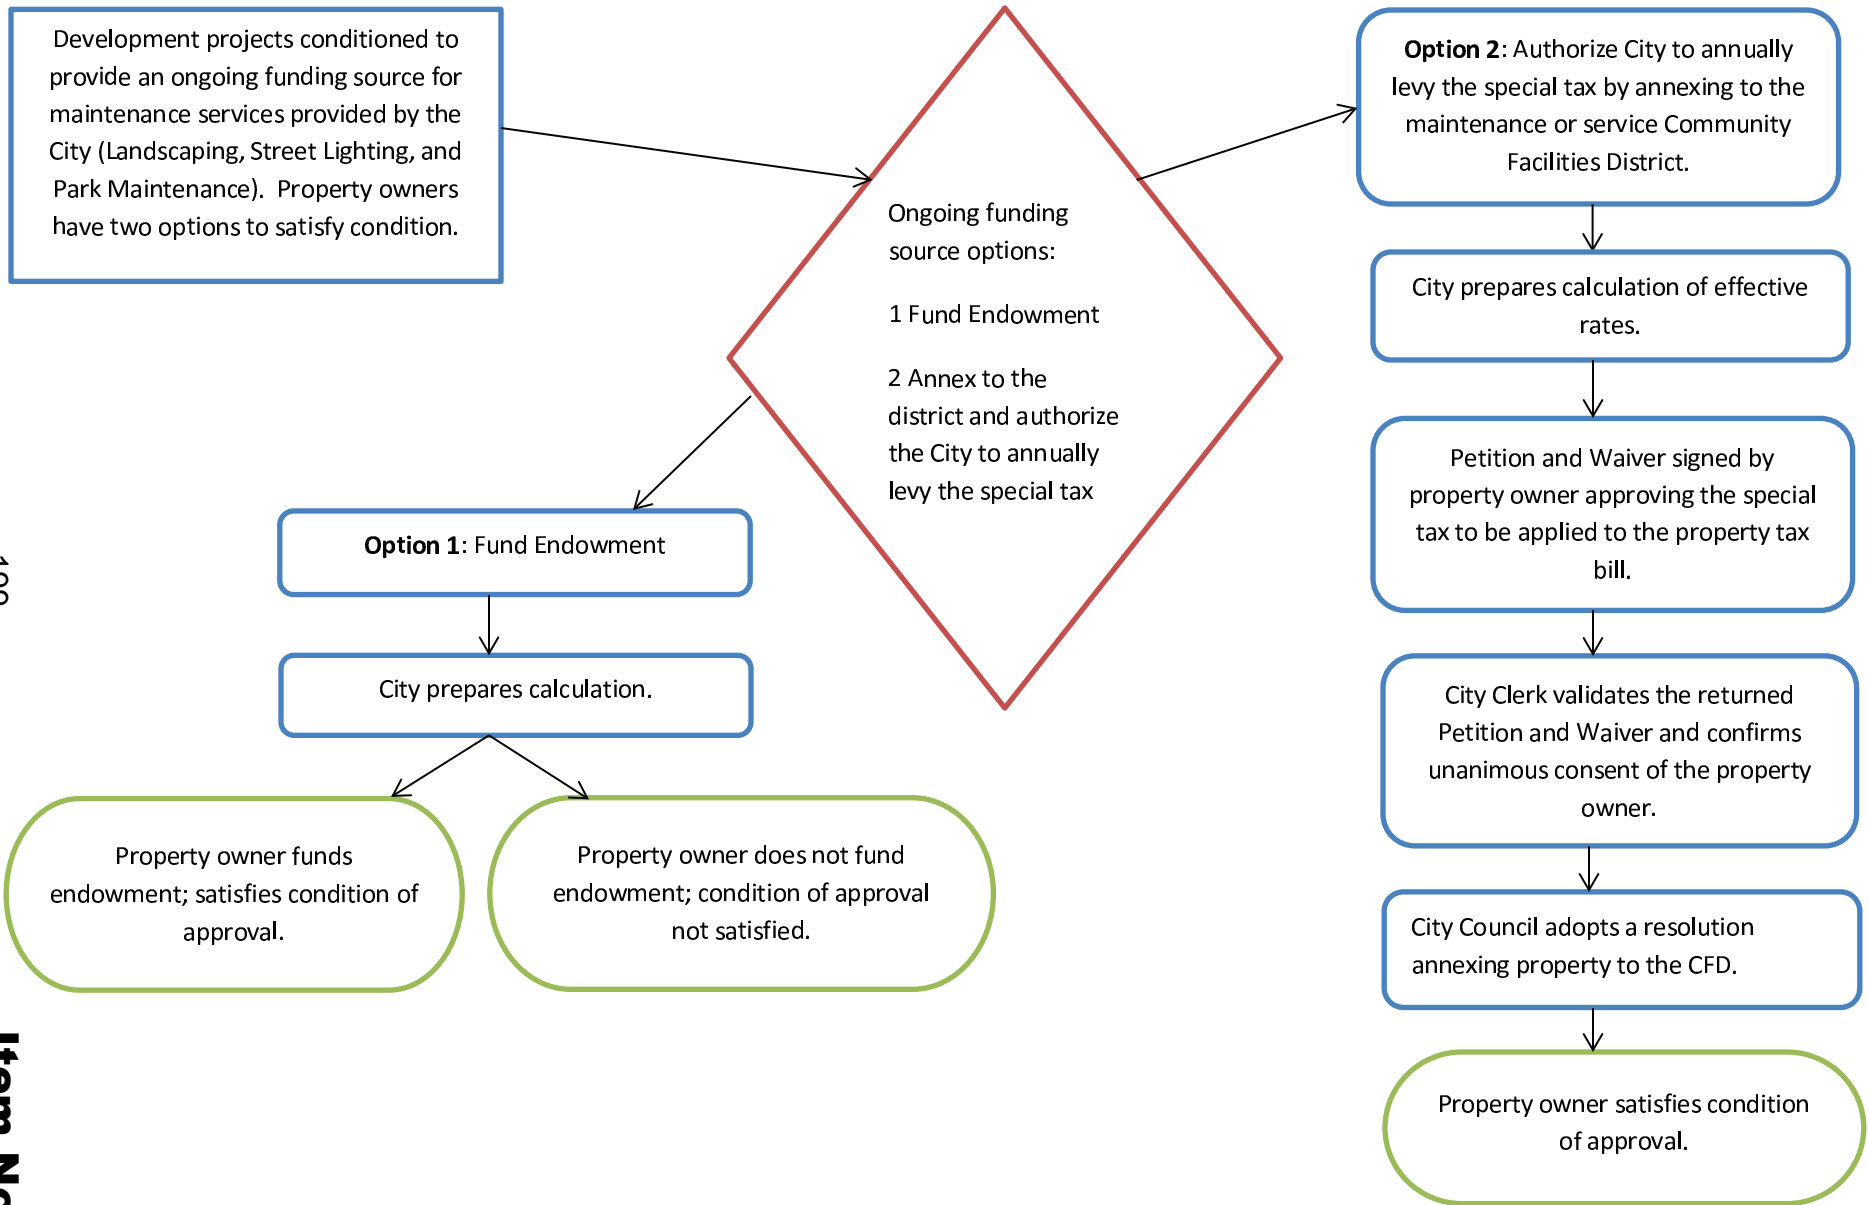 Development projects conditioned to
provide an ongoing funding source for
maintenance services provided by the
City (Landscaping, Street Lighting, and
Park Maintenance).  Property owners
have two options to satisfy condition.
Ongoing funding
source options:
1 Fund Endowment
2 Annex to the
district and authorize
the City to annually
levy the special tax
Option 1: Fund Endowment
City prepares calculation.
Property owner funds
endowment; satisfies condition of
approval.
Property owner does not fund
endowment; condition of approval
not satisfied.
Option 2: Authorize City to annually
levy the special tax by annexing to the
maintenance or service Community
Facilities District.
City prepares calculation of effective
rates.
Petition and Waiver signed by
property owner approving the special
tax to be applied to the property tax
bill.
City Clerk validates the returned
Petition and Waiver and confirms
unanimous consent of the property
owner.
City Council adopts a resolution
annexing property to the CFD.
Property owner satisfies condition
of approval.
Item No